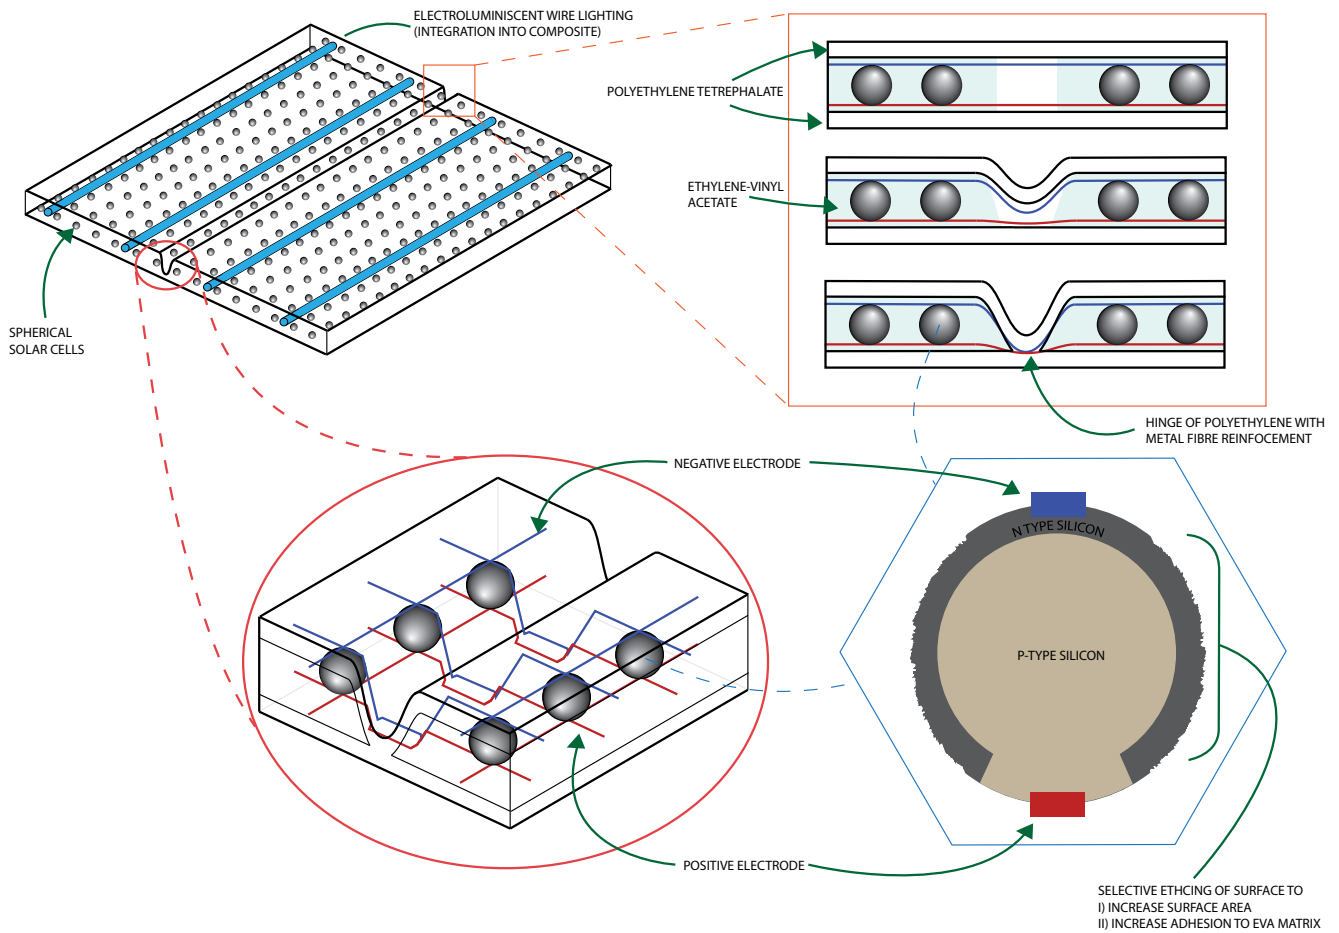 ELECTROLUMINISCENT WIRE LIGHTING
(INTEGRATION INTO COMPOSITE)
POLYETHYLENE TETREPHALATE
ETHYLENE-VINYL
ACETATE
SPHERICAL
SOLAR CELLS
HINGE OF POLYETHYLENE WITH
METAL FIBRE REINFOCEMENT
NEGATIVE ELECTRODE
N TYPE SILICON
P-TYPE SILICON
POSITIVE ELECTRODE
SELECTIVE ETHCING OF SURFACE TO
I) INCREASE SURFACE AREA
II) INCREASE ADHESION TO EVA MATRIX